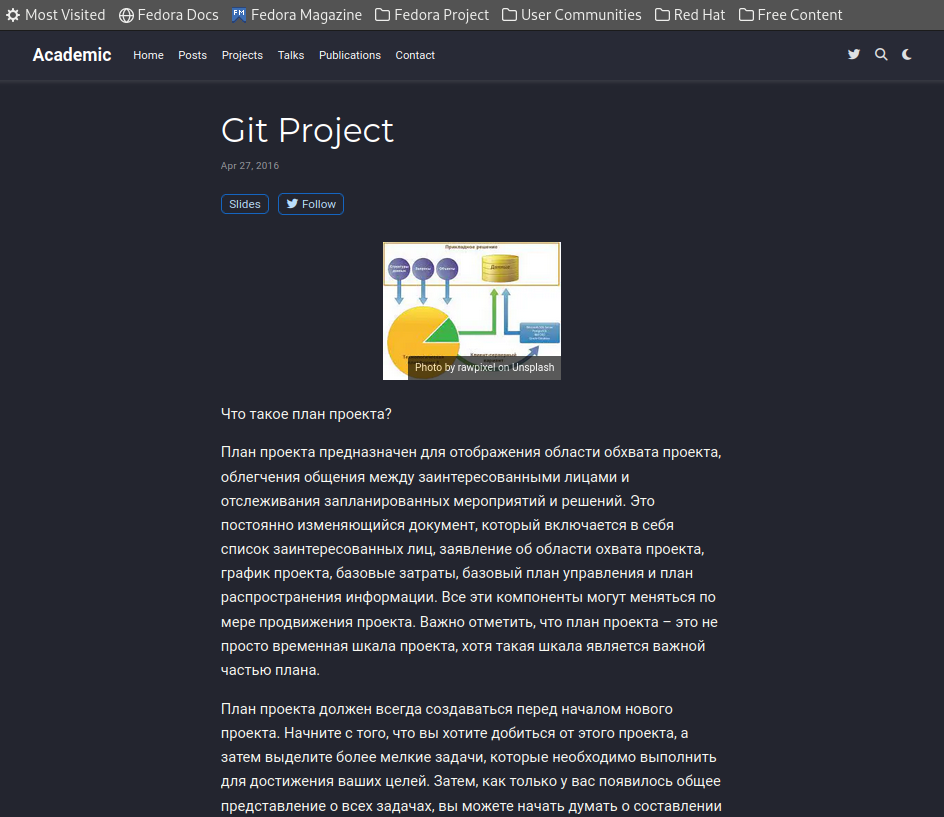 Most Visited Fedora Docs Fedora Magazine Fedora Project User Communities Red Hat Free Content
Academic Home Posts Projects Talks Publications Contact
Git Project
Apr 27, 2016
Slides Follow
Прикладное решение
Данные
Photo by rawpixel on Unsplash
Что такое план проекта?
План проекта предназначен для отображения области обхвата проекта,
облегчения общения между заинтересованными лицами и
отслеживания запланированных мероприятий и решений. Это
постоянно изменяющийся документ, который включается в себя
список заинтересованных лиц, заявление об области охвата проекта,
график проекта, базовые затраты, базовый план управления и план
распространения информации. Все эти компоненты могут меняться по
мере продвижения проекта. Важно отметить, что план проекта – это не
просто временная шкала проекта, хотя такая шкала является важной
частью плана.
План проекта должен всегда создаваться перед началом нового
проекта. Начните с того, что вы хотите добиться от этого проекта, а
затем выделите более мелкие задачи, которые необходимо выполнить
для достижения ваших целей. Затем, как только у вас появилось общее
представление о всех задачах, вы можете начать думать о составлении